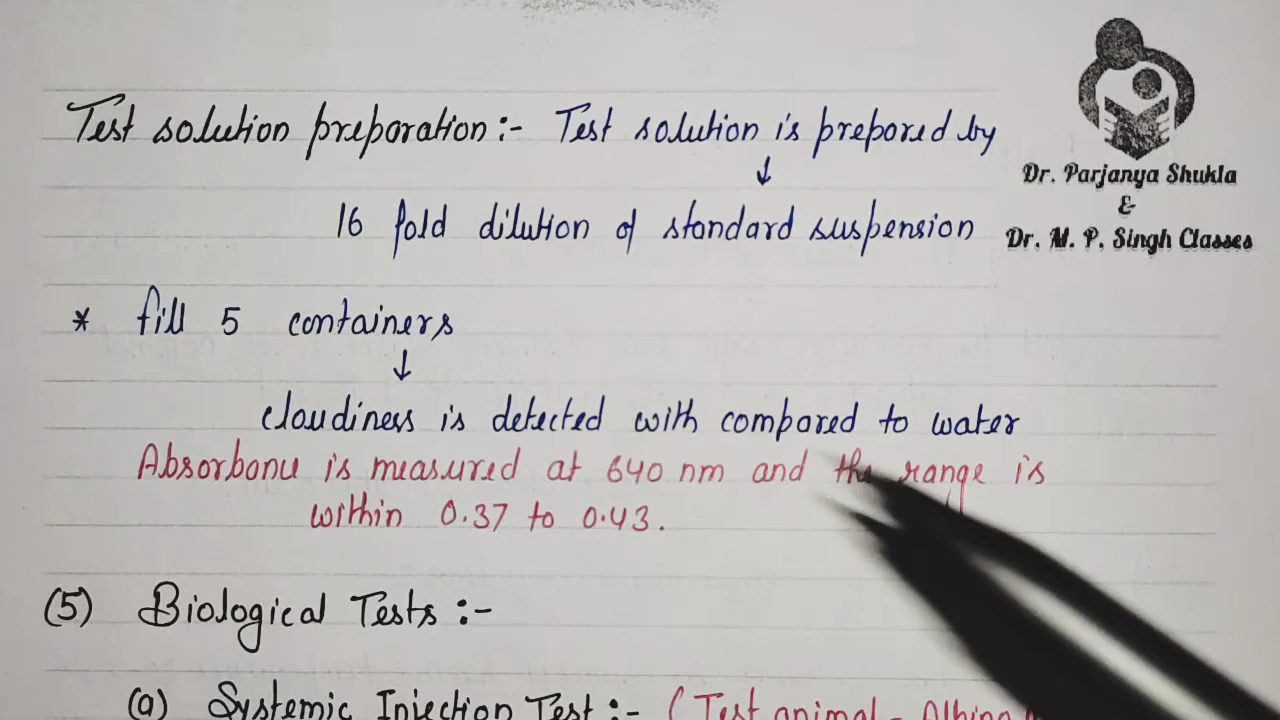 Test solution preparation :- Test solution is prepared by
↓
16 fold dilution of standard suspension
* fill 5 containers
↓
cloudiness is detected with compared to water
Absorbance is measured at 640 nm and the range is
within 0.37 to 0.43.
(5) Biological Tests :-
(a) Systemic Injection Test :- (Test animal - Albino
Dr. Parjanya Shukla
&
Dr. M. P. Singh Classes